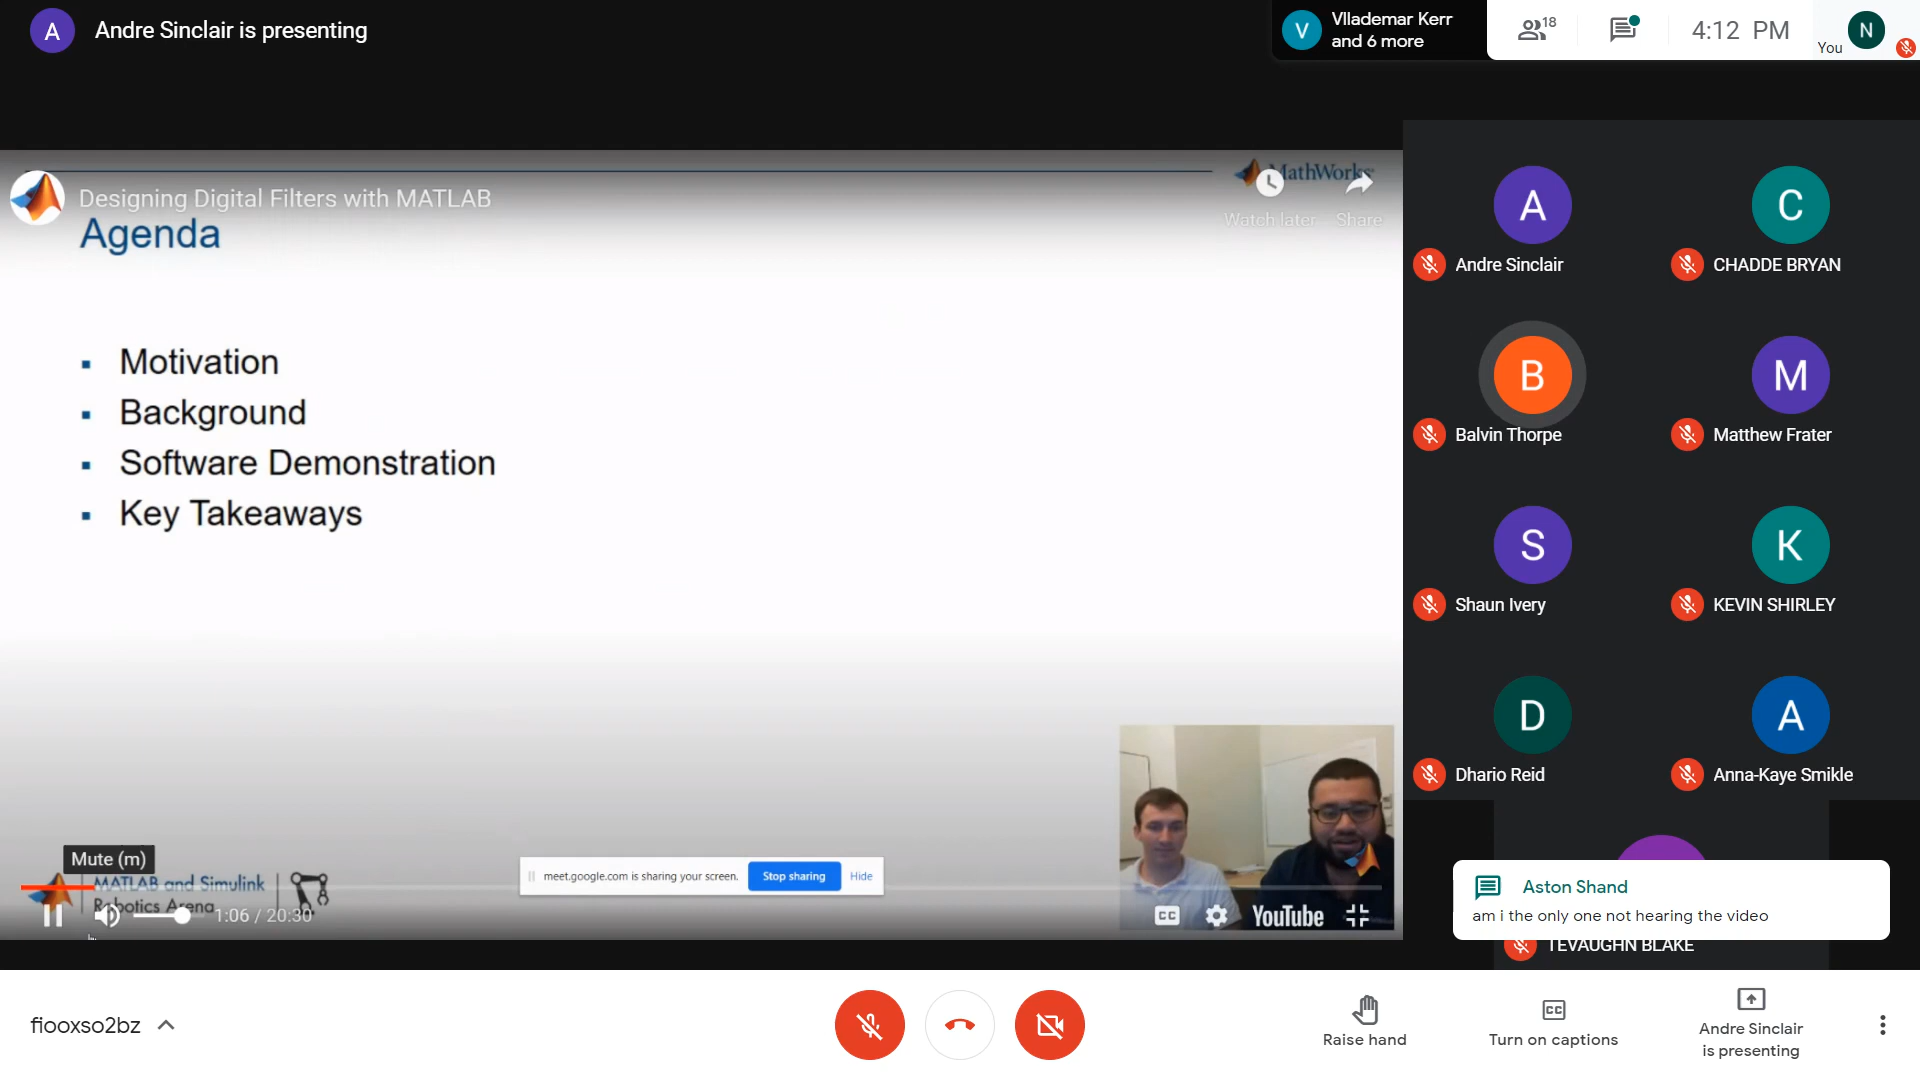 A
Andre Sinclair is presenting
V
Vlademar Kerr
and 6 more
18
4:12 PM
You
N
MathWorks
Designing Digital Filters with MATLAB
Watch later
Share
Agenda
Motivation
Background
Software Demonstration
Key Takeaways
A
Andre Sinclair
C
CHADDE BRYAN
B
Balvin Thorpe
M
Matthew Frater
S
Shaun Ivery
K
KEVIN SHIRLEY
D
Dhario Reid
A
Anna-Kaye Smikle
Mute (m)
MATLAB and Simulink
Robotics Arena
1:06 / 20:30
meet.google.com is sharing your screen.
Stop sharing
Hide
CC
YouTube
Aston Shand
am i the only one not hearing the video
TEVAUGHN BLAKE
fiooxso2bz
Raise hand
CC
Turn on captions
Andre Sinclair
is presenting